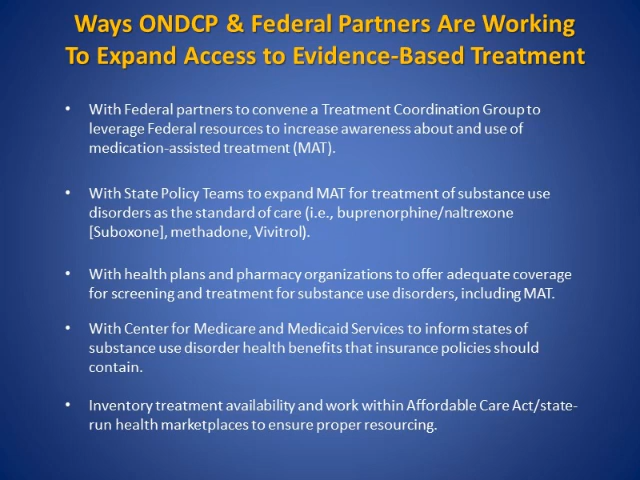 Ways ONDCP & Federal Partners Are Working
To Expand Access to Evidence-Based Treatment
• With Federal partners to convene a Treatment Coordination Group to
leverage Federal resources to increase awareness about and use of
medication-assisted treatment (MAT).
• With State Policy Teams to expand MAT for treatment of substance use
disorders as the standard of care (i.e., buprenorphine/naltrexone
[Suboxone], methadone, Vivitrol).
• With health plans and pharmacy organizations to offer adequate coverage
for screening and treatment for substance use disorders, including MAT.
• With Center for Medicare and Medicaid Services to inform states of
substance use disorder health benefits that insurance policies should
contain.
• Inventory treatment availability and work within Affordable Care Act/state-
run health marketplaces to ensure proper resourcing.